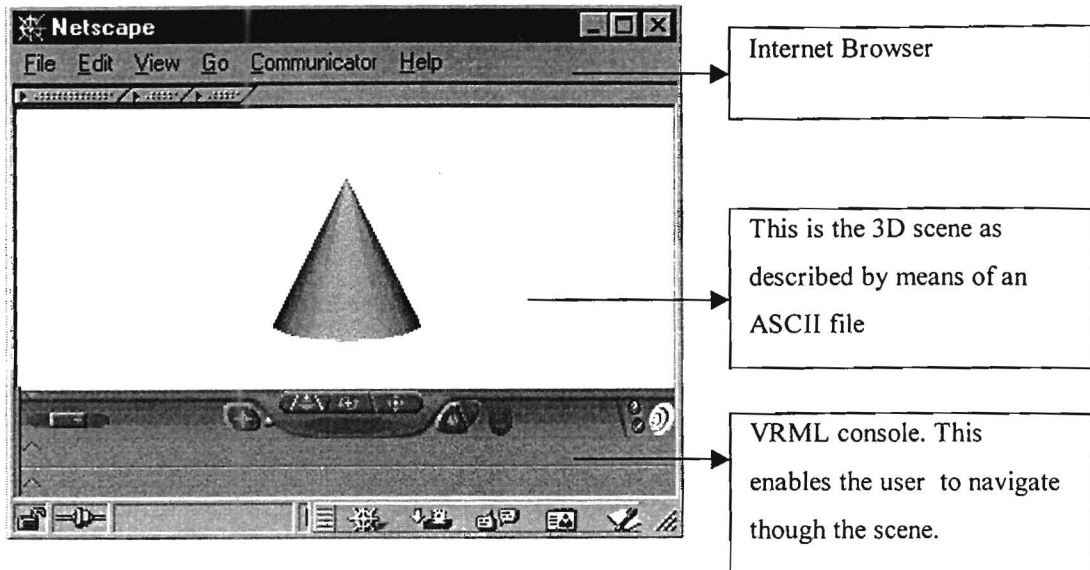 Netscape
File Edit View Go Communicator Help
Internet Browser
This is the 3D scene as
described by means of an
ASCII file
VRML console. This
enables the user to navigate
though the scene.